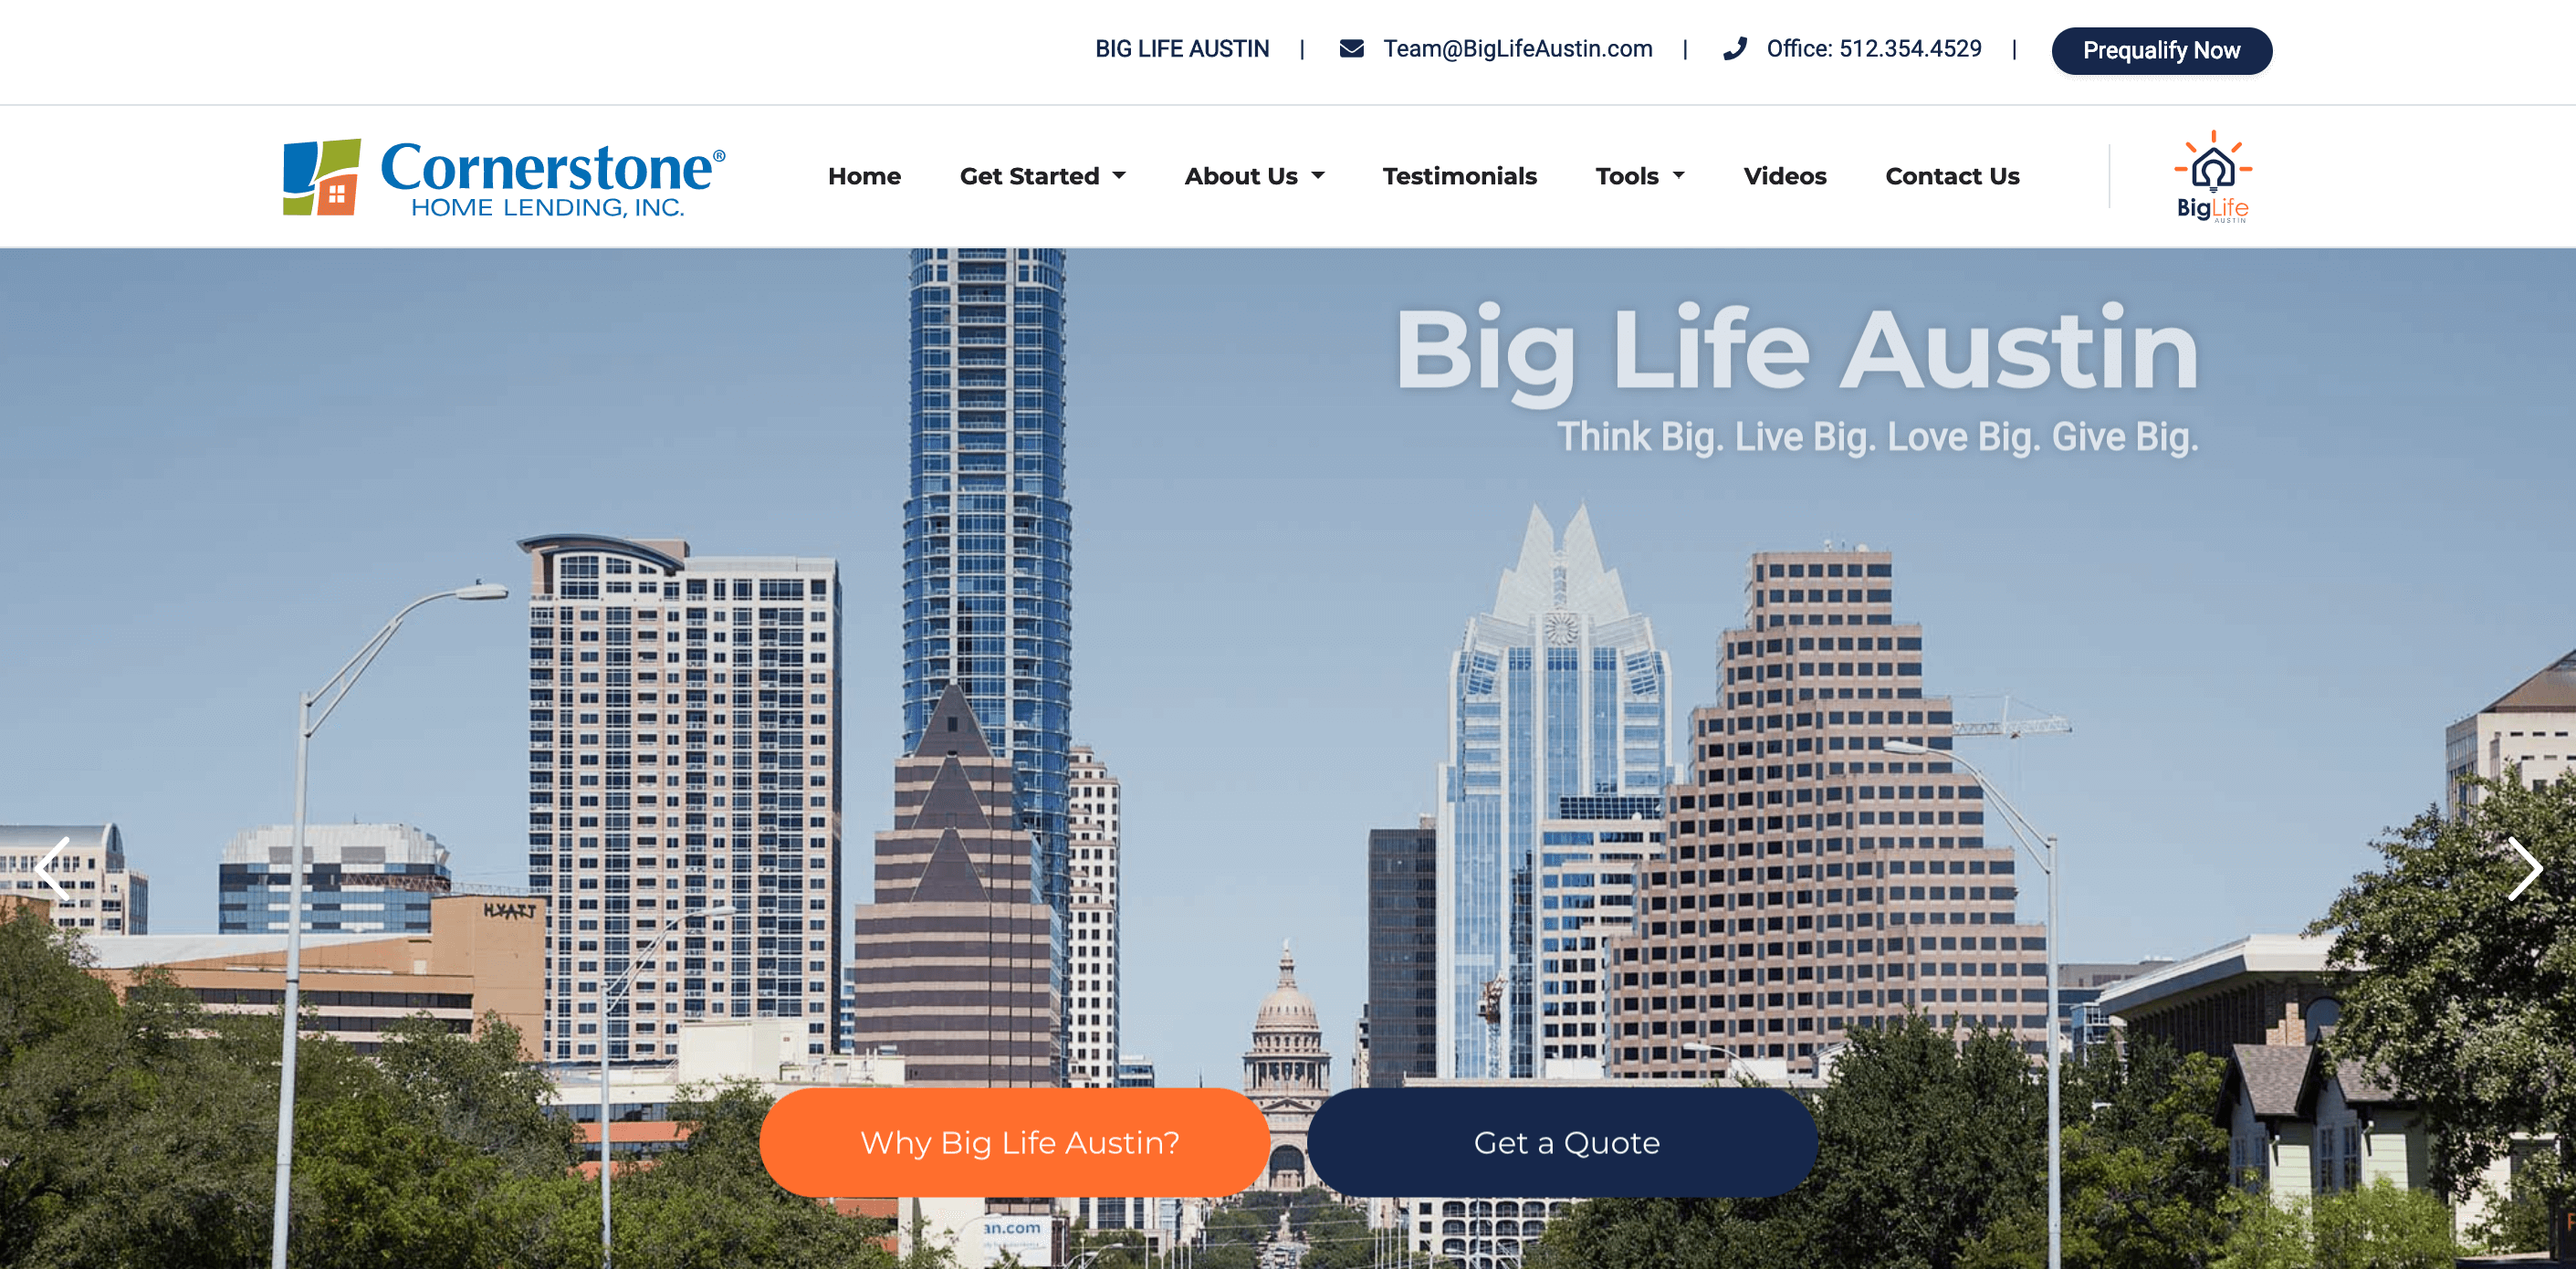 BIG LIFE AUSTIN | Team@BigLifeAustin.com | Office: 512.354.4529 | Prequalify Now
Cornerstone®
HOME LENDING, INC.
Home Get Started About Us Testimonials Tools Videos Contact Us
BigLife
AUSTIN
Big Life Austin
Think Big. Live Big. Love Big. Give Big.
HYATT
Why Big Life Austin? Get a Quote
an.com